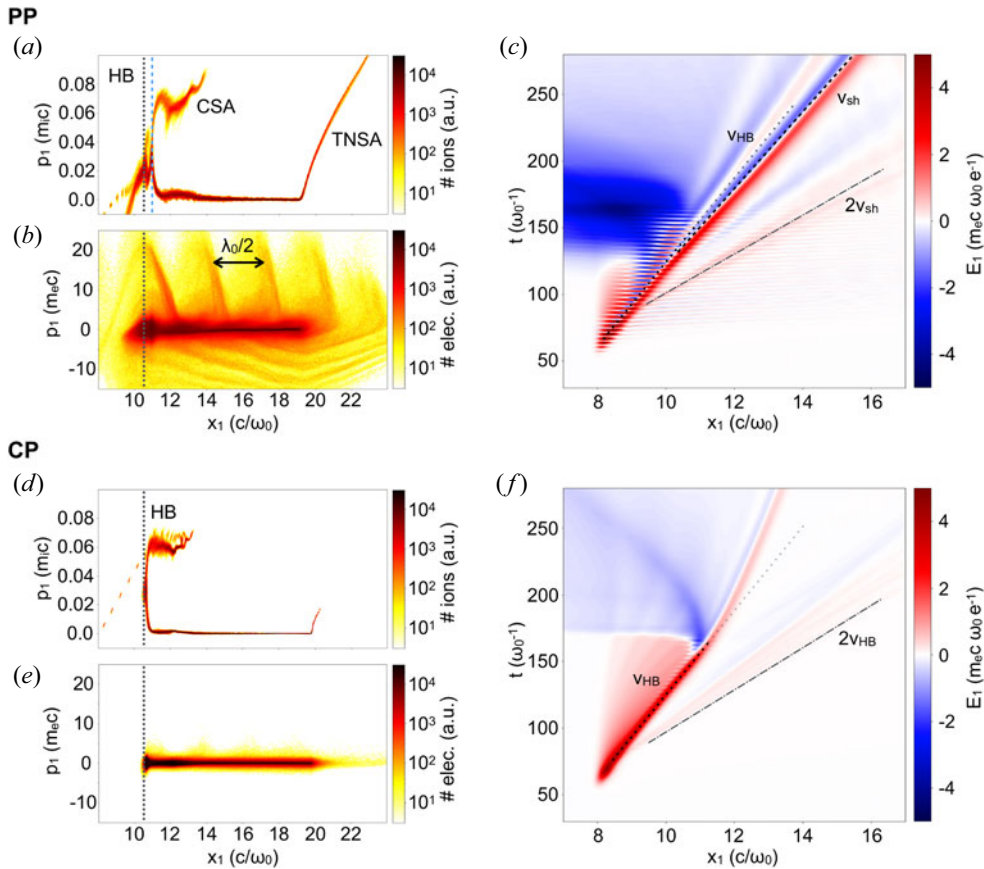 PP
(a)
HB
CSA
TNSA
p₁ (mᵢc)
0.08
0.06
0.04
0.02
0.0
# ions (a.u.)
10⁴
10³
10²
10¹
(b)
λ₀/2
p₁ (mₑc)
20
10
0
-10
# elec. (a.u.)
10⁴
10³
10²
10¹
10 12 14 16 18 20 22
x₁ (c/ω₀)
(c)
v_HB
v_sh
2v_sh
t (ω₀⁻¹)
250
200
150
100
50
8 10 12 14 16
x₁ (c/ω₀)
E₁ (mₑc ω₀ e⁻¹)
4
2
0
-2
-4
CP
(d)
HB
p₁ (mᵢc)
0.08
0.06
0.04
0.02
0.0
# ions (a.u.)
10⁴
10³
10²
10¹
(e)
p₁ (mₑc)
20
10
0
-10
# elec. (a.u.)
10⁴
10³
10²
10¹
10 12 14 16 18 20 22
x₁ (c/ω₀)
(f)
v_HB
2v_HB
t (ω₀⁻¹)
250
200
150
100
50
8 10 12 14 16
x₁ (c/ω₀)
E₁ (mₑc ω₀ e⁻¹)
4
2
0
-2
-4